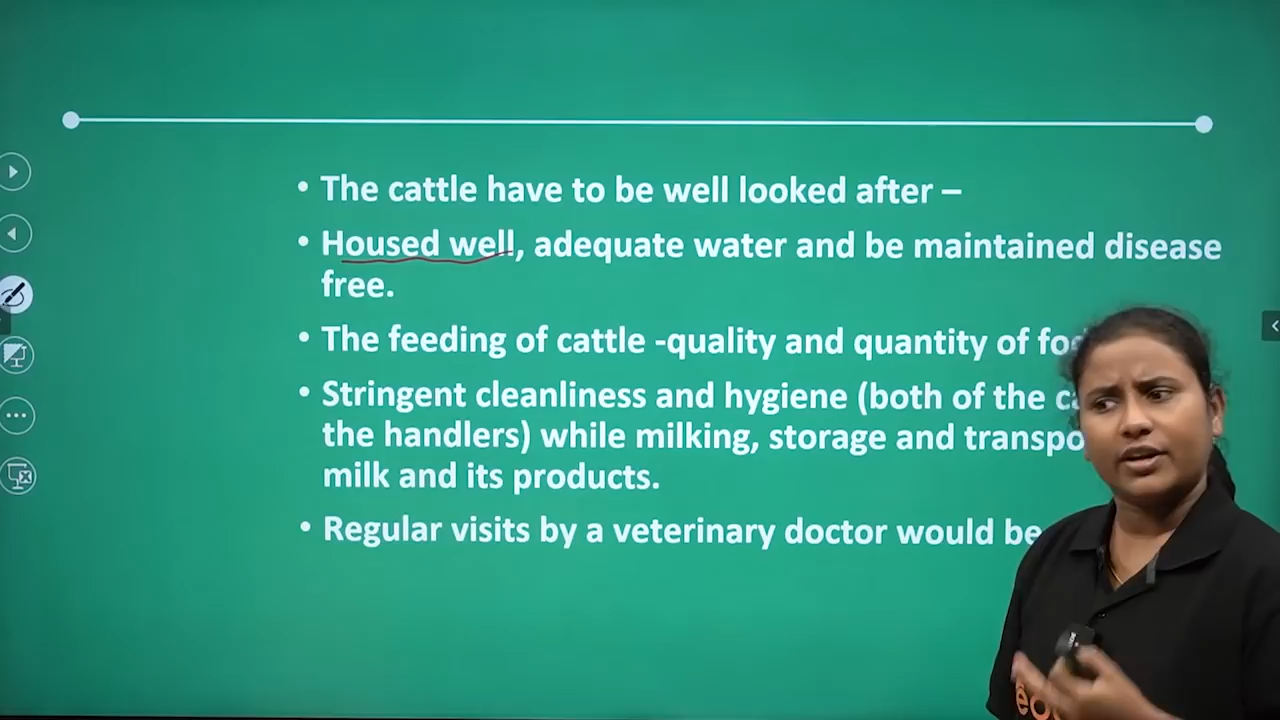 • The cattle have to be well looked after –
• Housed well, adequate water and be maintained disease
free.
• The feeding of cattle -quality and quantity of
• Stringent cleanliness and hygiene (both of the
the handlers) while milking, storage and
milk and its products.
• Regular visits by a veterinary doctor would be